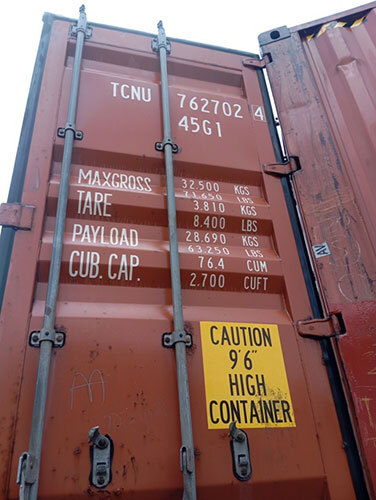 TCNU 762702 4
45G1
MAXGROSS 32.500 KGS
71.650 LBS
TARE 3.810 KGS
8.400 LBS
PAYLOAD 28.690 KGS
63.250 LBS
CUB. CAP. 76.4 CUM
2.700 CUFT
CAUTION
9'6"
HIGH
CONTAINER